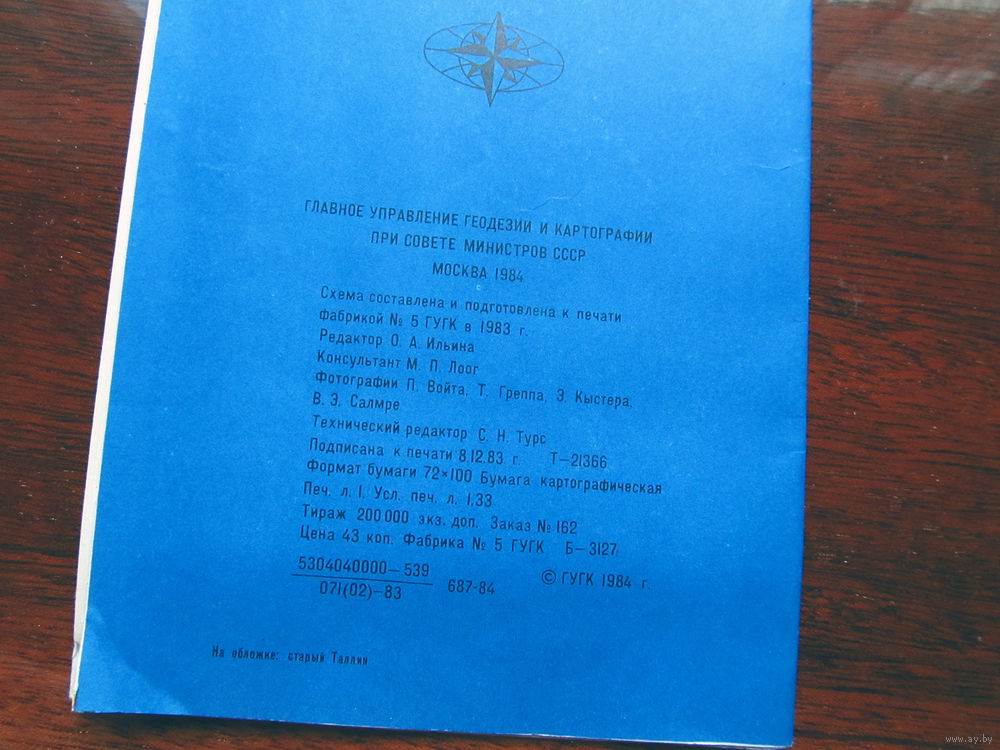 ГЛАВНОЕ УПРАВЛЕНИЕ ГЕОДЕЗИИ И КАРТОГРАФИИ
ПРИ СОВЕТЕ МИНИСТРОВ СССР
МОСКВА 1984
Схема составлена и подготовлена к печати
фабрикой № 5 ГУГК в 1983 г.
Редактор О. А. Ильина
Консультант М. П. Лоог
Фотографии П. Войта, Т. Греппа, Э. Кыстера,
В. Э. Салмре
Технический редактор С. Н. Турс
Подписана к печати 8.12.83 г. Т—21366
Формат бумаги 72×100 Бумага картографическая
Печ. л. 1. Усл. печ. л. 1.33
Тираж 200 000 экз. доп. Заказ № 162
Цена 43 коп. Фабрика № 5 ГУГК Б—3127
5304040000—539
071(02)—83
687-84 © ГУГК 1984 г.
На обложке: старый Таллин
www.ay.by